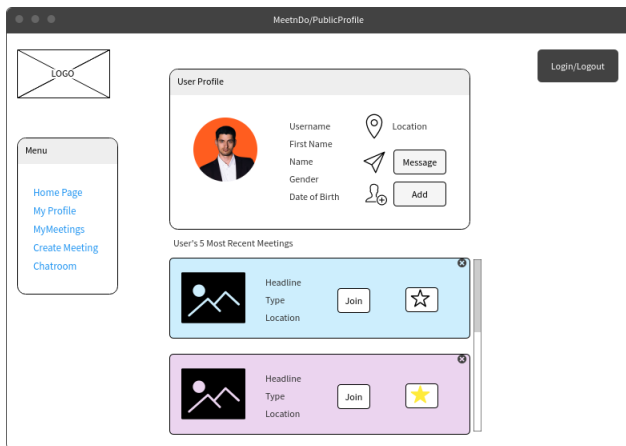 MeetnDo/PublicProfile
LOGO
Login/Logout
Menu
Home Page
My Profile
MyMeetings
Create Meeting
Chatroom
User Profile
Username
First Name
Name
Gender
Date of Birth
Location
Message
Add
User's 5 Most Recent Meetings
Headline
Type
Location
Join
Headline
Type
Location
Join